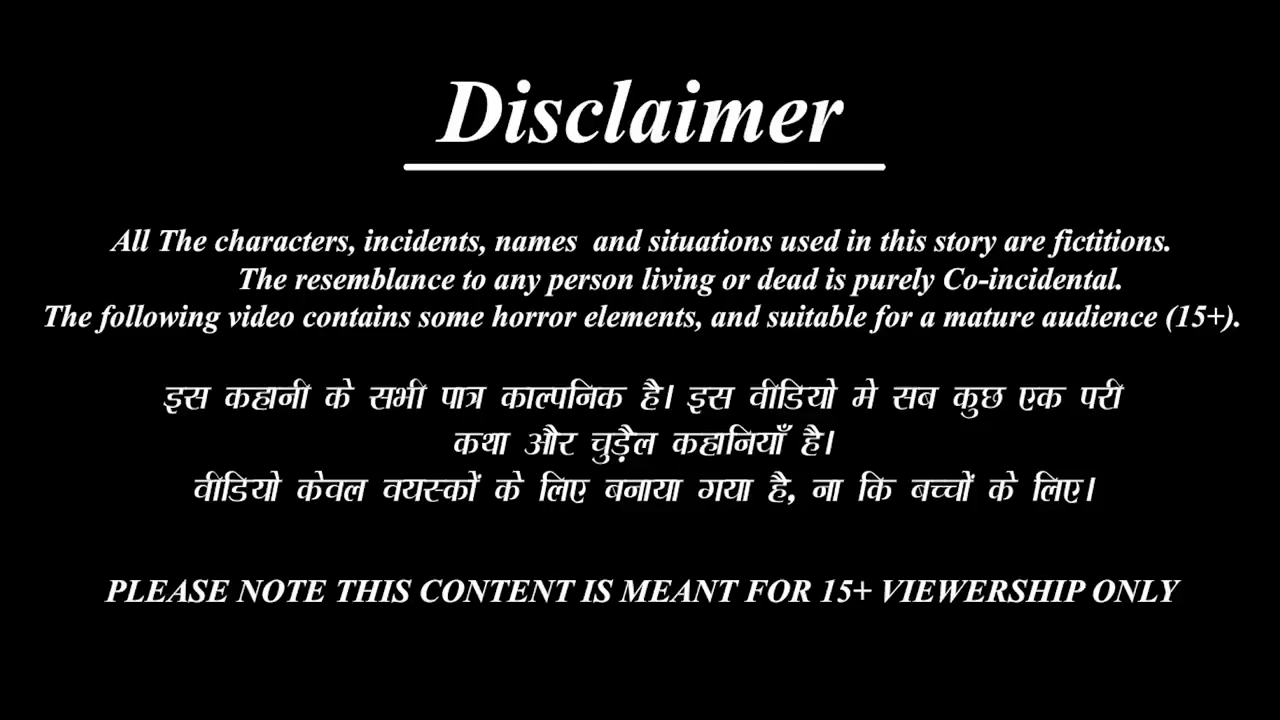 Disclaimer
All The characters, incidents, names and situations used in this story are fictitions.
The resemblance to any person living or dead is purely Co-incidental.
The following video contains some horror elements, and suitable for a mature audience (15+).
इस कहानी के सभी पात्र काल्पनिक है। इस वीडियो मे सब कुछ एक परी
कथा और चुड़ैल कहानियाँ है।
वीडियो केवल वयस्कों के लिए बनाया गया है, ना कि बच्चों के लिए।
PLEASE NOTE THIS CONTENT IS MEANT FOR 15+ VIEWERSHIP ONLY